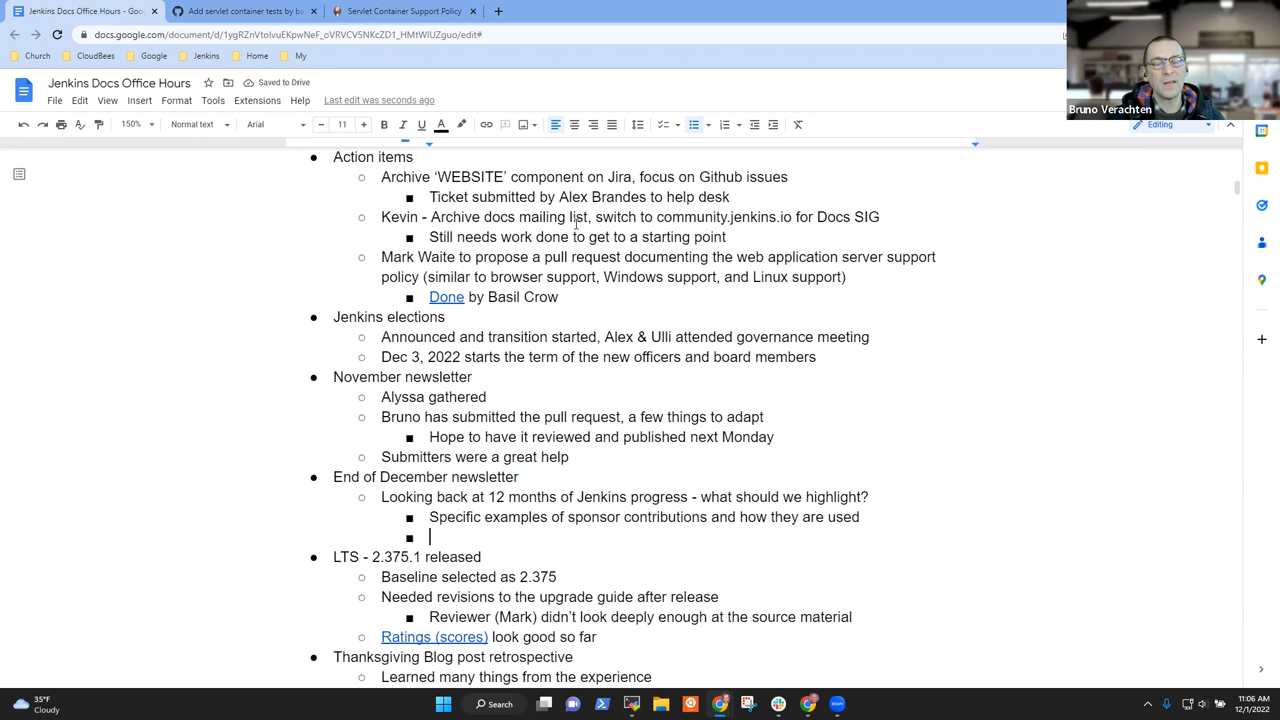 Jenkins Docs Office Hours - Goo
Add servlet container tests by ba
Servlet Container Support Policy
docs.google.com/document/d/1ygRZnVtoIvuEKpwNeF_oVRVCV5NKcZD1_HMtWlUZguo/edit#
Church CloudBees Google Jenkins Home My
Jenkins Docs Office Hours Saved to Drive
File Edit View Insert Format Tools Extensions Help Last edit was seconds ago
150% Normal text Arial 11 Editing
Bruno Verachten
● Action items
○ Archive ‘WEBSITE’ component on Jira, focus on Github issues
■ Ticket submitted by Alex Brandes to help desk
○ Kevin - Archive docs mailing list, switch to community.jenkins.io for Docs SIG
■ Still needs work done to get to a starting point
○ Mark Waite to propose a pull request documenting the web application server support
policy (similar to browser support, Windows support, and Linux support)
■ Done by Basil Crow
● Jenkins elections
○ Announced and transition started, Alex & Ulli attended governance meeting
○ Dec 3, 2022 starts the term of the new officers and board members
● November newsletter
○ Alyssa gathered
○ Bruno has submitted the pull request, a few things to adapt
■ Hope to have it reviewed and published next Monday
○ Submitters were a great help
● End of December newsletter
○ Looking back at 12 months of Jenkins progress - what should we highlight?
■ Specific examples of sponsor contributions and how they are used
■
● LTS - 2.375.1 released
○ Baseline selected as 2.375
○ Needed revisions to the upgrade guide after release
■ Reviewer (Mark) didn’t look deeply enough at the source material
○ Ratings (scores) look good so far
● Thanksgiving Blog post retrospective
○ Learned many things from the experience
35°F
Cloudy
Search
11:06 AM
12/1/2022